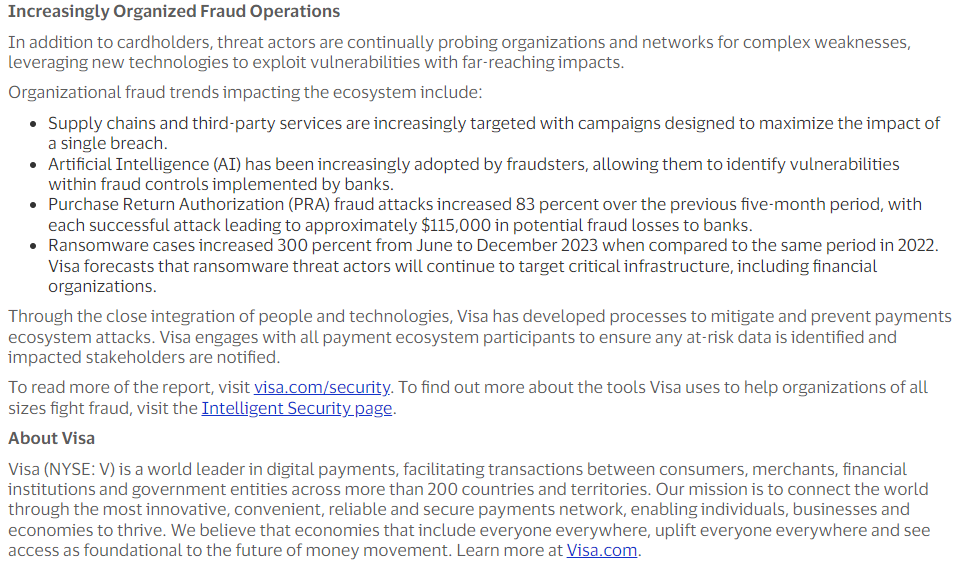 Increasingly Organized Fraud Operations
In addition to cardholders, threat actors are continually probing organizations and networks for complex weaknesses,
leveraging new technologies to exploit vulnerabilities with far-reaching impacts.
Organizational fraud trends impacting the ecosystem include:
• Supply chains and third-party services are increasingly targeted with campaigns designed to maximize the impact of
a single breach.
• Artificial Intelligence (AI) has been increasingly adopted by fraudsters, allowing them to identify vulnerabilities
within fraud controls implemented by banks.
• Purchase Return Authorization (PRA) fraud attacks increased 83 percent over the previous five-month period, with
each successful attack leading to approximately $115,000 in potential fraud losses to banks.
• Ransomware cases increased 300 percent from June to December 2023 when compared to the same period in 2022.
Visa forecasts that ransomware threat actors will continue to target critical infrastructure, including financial
organizations.
Through the close integration of people and technologies, Visa has developed processes to mitigate and prevent payments
ecosystem attacks. Visa engages with all payment ecosystem participants to ensure any at-risk data is identified and
impacted stakeholders are notified.
To read more of the report, visit visa.com/security. To find out more about the tools Visa uses to help organizations of all
sizes fight fraud, visit the Intelligent Security page.
About Visa
Visa (NYSE: V) is a world leader in digital payments, facilitating transactions between consumers, merchants, financial
institutions and government entities across more than 200 countries and territories. Our mission is to connect the world
through the most innovative, convenient, reliable and secure payments network, enabling individuals, businesses and
economies to thrive. We believe that economies that include everyone everywhere, uplift everyone everywhere and see
access as foundational to the future of money movement. Learn more at Visa.com.